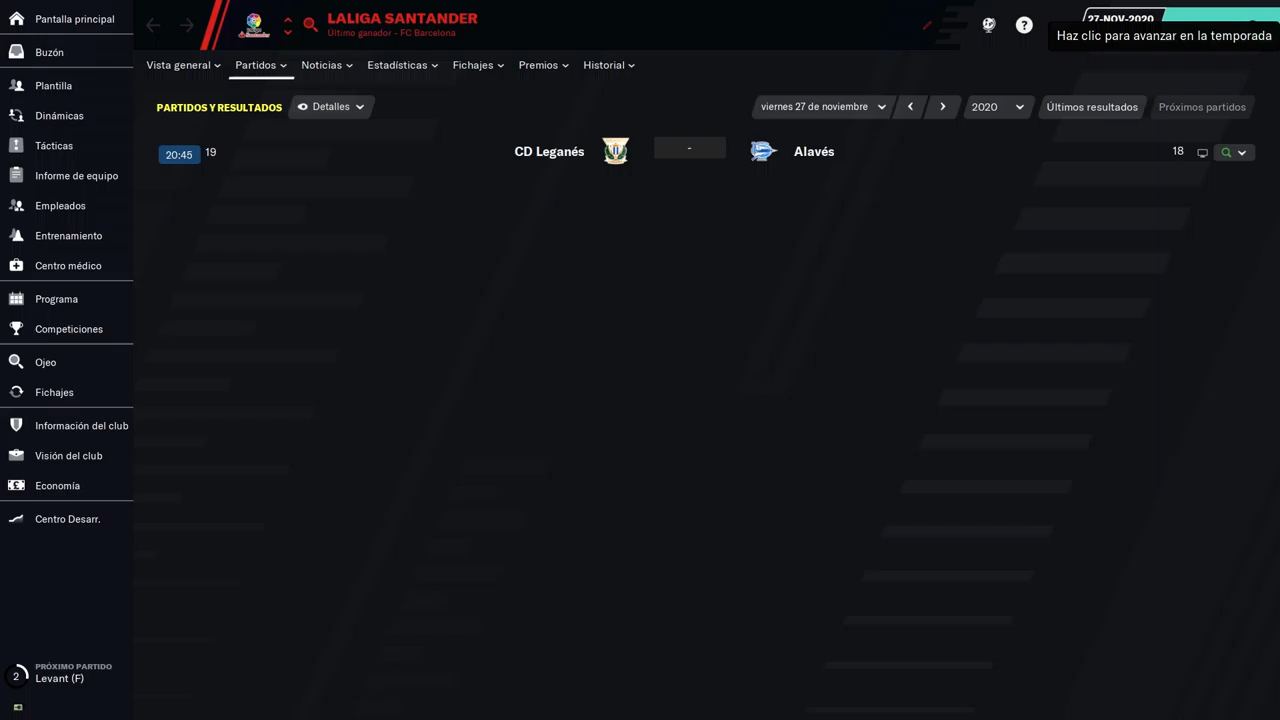 Pantalla principal
LALIGA SANTANDER
Último ganador - FC Barcelona
27-NOV-2020
Haz clic para avanzar en la temporada
Buzón
Plantilla
Dinámicas
Tácticas
Informe de equipo
Empleados
Entrenamiento
Centro médico
Programa
Competiciones
Ojeo
Fichajes
Información del club
Visión del club
Economía
Centro Desarr.
2
PRÓXIMO PARTIDO
Levant (F)
Vista general
Partidos
Noticias
Estadísticas
Fichajes
Premios
Historial
PARTIDOS Y RESULTADOS
Detalles
viernes 27 de noviembre
2020
Últimos resultados
Próximos partidos
20:45 19 CD Leganés - Alavés 18